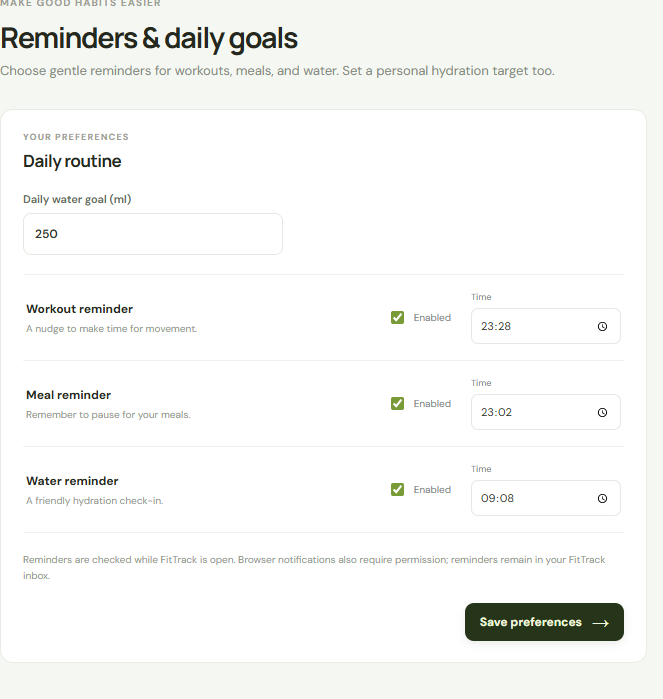 MAKE GOOD HABITS EASIER
Reminders & daily goals
Choose gentle reminders for workouts, meals, and water. Set a personal hydration target too.
YOUR PREFERENCES
Daily routine
Daily water goal (ml)
250
Workout reminder
A nudge to make time for movement.
Enabled
Time
23:28
Meal reminder
Remember to pause for your meals.
Enabled
Time
23:02
Water reminder
A friendly hydration check-in.
Enabled
Time
09:08
Reminders are checked while FitTrack is open. Browser notifications also require permission; reminders remain in your FitTrack
inbox.
Save preferences →